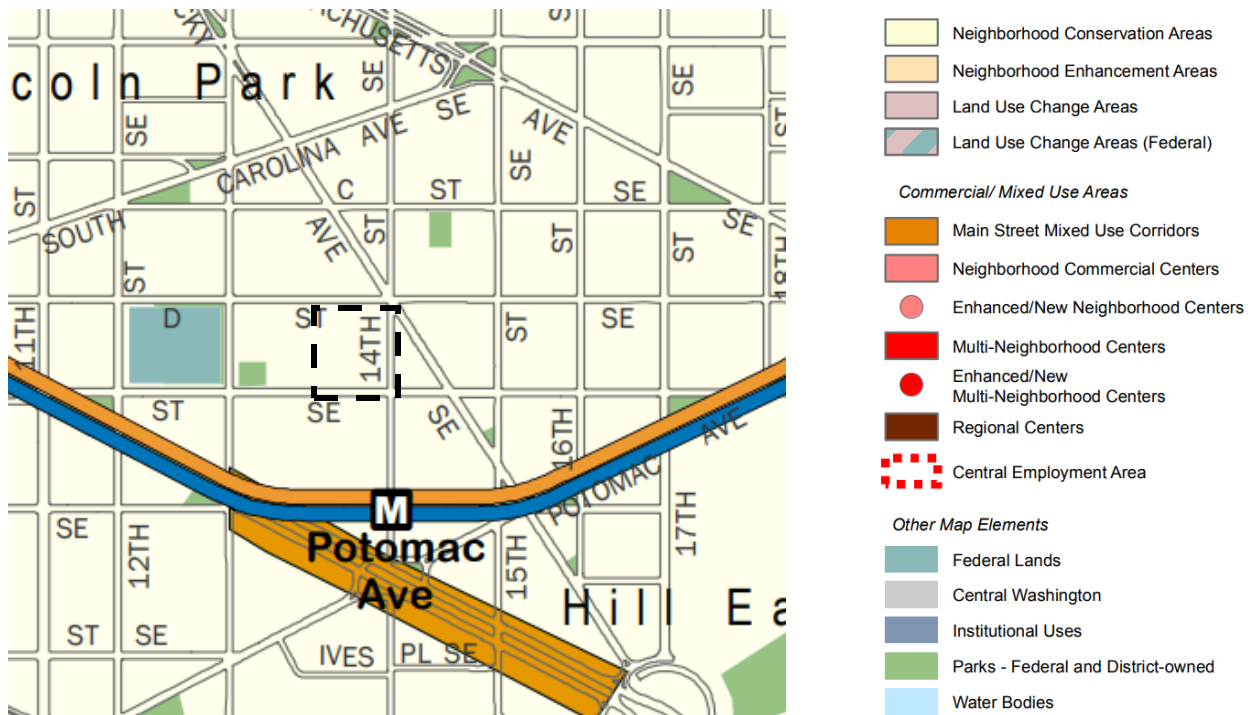 CKY
ACHUSETTS
SE
coln Park
SE
SE
SE
AVE
SE
AVE
ST
CAROLINA
C
ST
SE
SE
ST
SOUTH
AVE
ST
ST
ST
SE
18TH
ST
D
ST
14TH
ST
SE
11TH
ST
SE
SE
16TH
AVE
POTOMAC
SE
12TH
M
Potomac
Ave
15TH
17TH
Hill Ea
ST
SE
IVES
PL SE
Neighborhood Conservation Areas
Neighborhood Enhancement Areas
Land Use Change Areas
Land Use Change Areas (Federal)
Commercial/ Mixed Use Areas
Main Street Mixed Use Corridors
Neighborhood Commercial Centers
Enhanced/New Neighborhood Centers
Multi-Neighborhood Centers
Enhanced/New
Multi-Neighborhood Centers
Regional Centers
Central Employment Area
Other Map Elements
Federal Lands
Central Washington
Institutional Uses
Parks - Federal and District-owned
Water Bodies